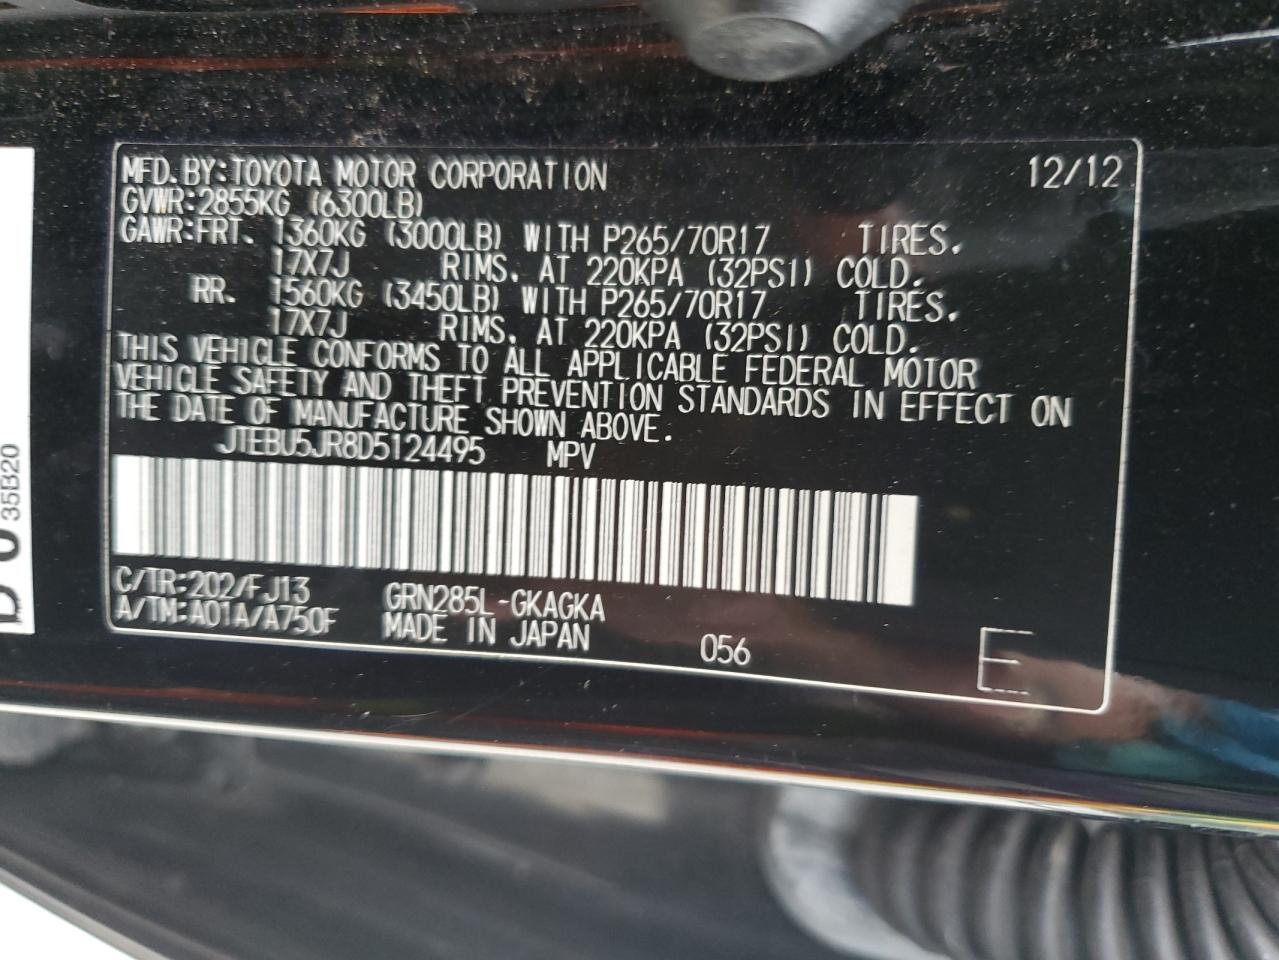 MFD.BY:TOYOTA MOTOR CORPORATION 12/12
GVWR:2855KG (6300LB)
GAWR:FRT. 1360KG (3000LB) WITH P265/70R17 TIRES.
17X7J RIMS, AT 220KPA (32PSI) COLD.
RR. 1560KG (3450LB) WITH P265/70R17 TIRES.
17X7J RIMS, AT 220KPA (32PSI) COLD.
THIS VEHICLE CONFORMS TO ALL APPLICABLE FEDERAL MOTOR
VEHICLE SAFETY AND THEFT PREVENTION STANDARDS IN EFFECT ON
THE DATE OF MANUFACTURE SHOWN ABOVE.
JTEBU5JR8D5124495 MPV
C/TR:202/FJ13 GRN285L-GKAGKA
A/TM:A01A/A750F MADE IN JAPAN 056 E
35B20